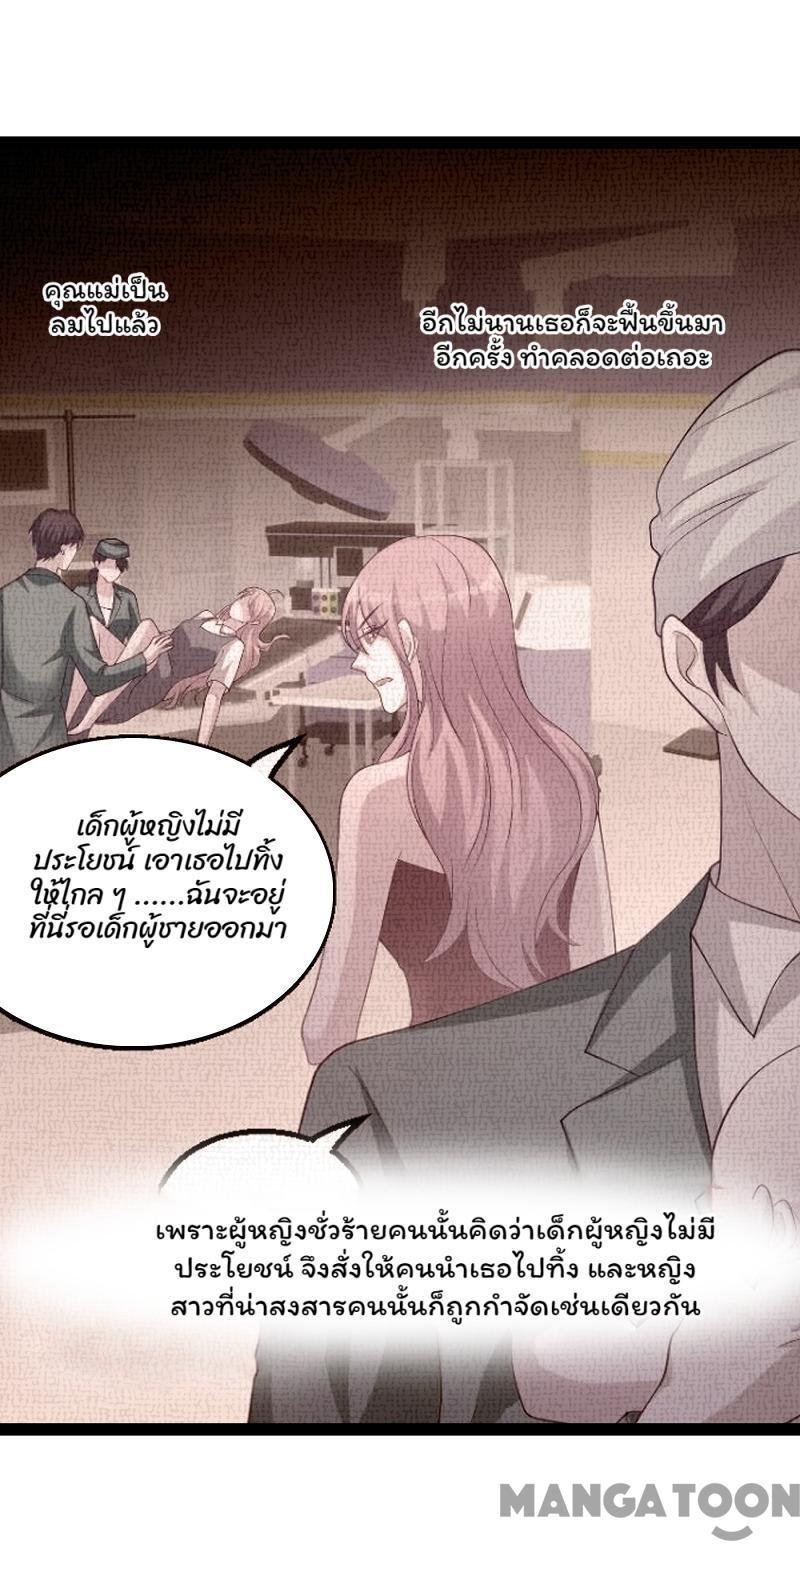 คุณแม่เป็น
ลมไปแล้ว
อีกไม่นานเธอก็จะฟื้นขึ้นมา
อีกครั้ง ทำคลอดต่อเถอะ
เด็กผู้หญิงไม่มี
ประโยชน์ เอาเธอไปทิ้ง
ให้ไกล ๆ ......ฉันจะอยู่
ที่นี่รอเด็กผู้ชายออกมา
เพราะผู้หญิงชั่วร้ายคนนั้นคิดว่าเด็กผู้หญิงไม่มี
ประโยชน์ จึงสั่งให้คนนำเธอไปทิ้ง และหญิง
สาวที่น่าสงสารคนนั้นก็ถูกกำจัดเช่นเดียวกัน
MANGATOON